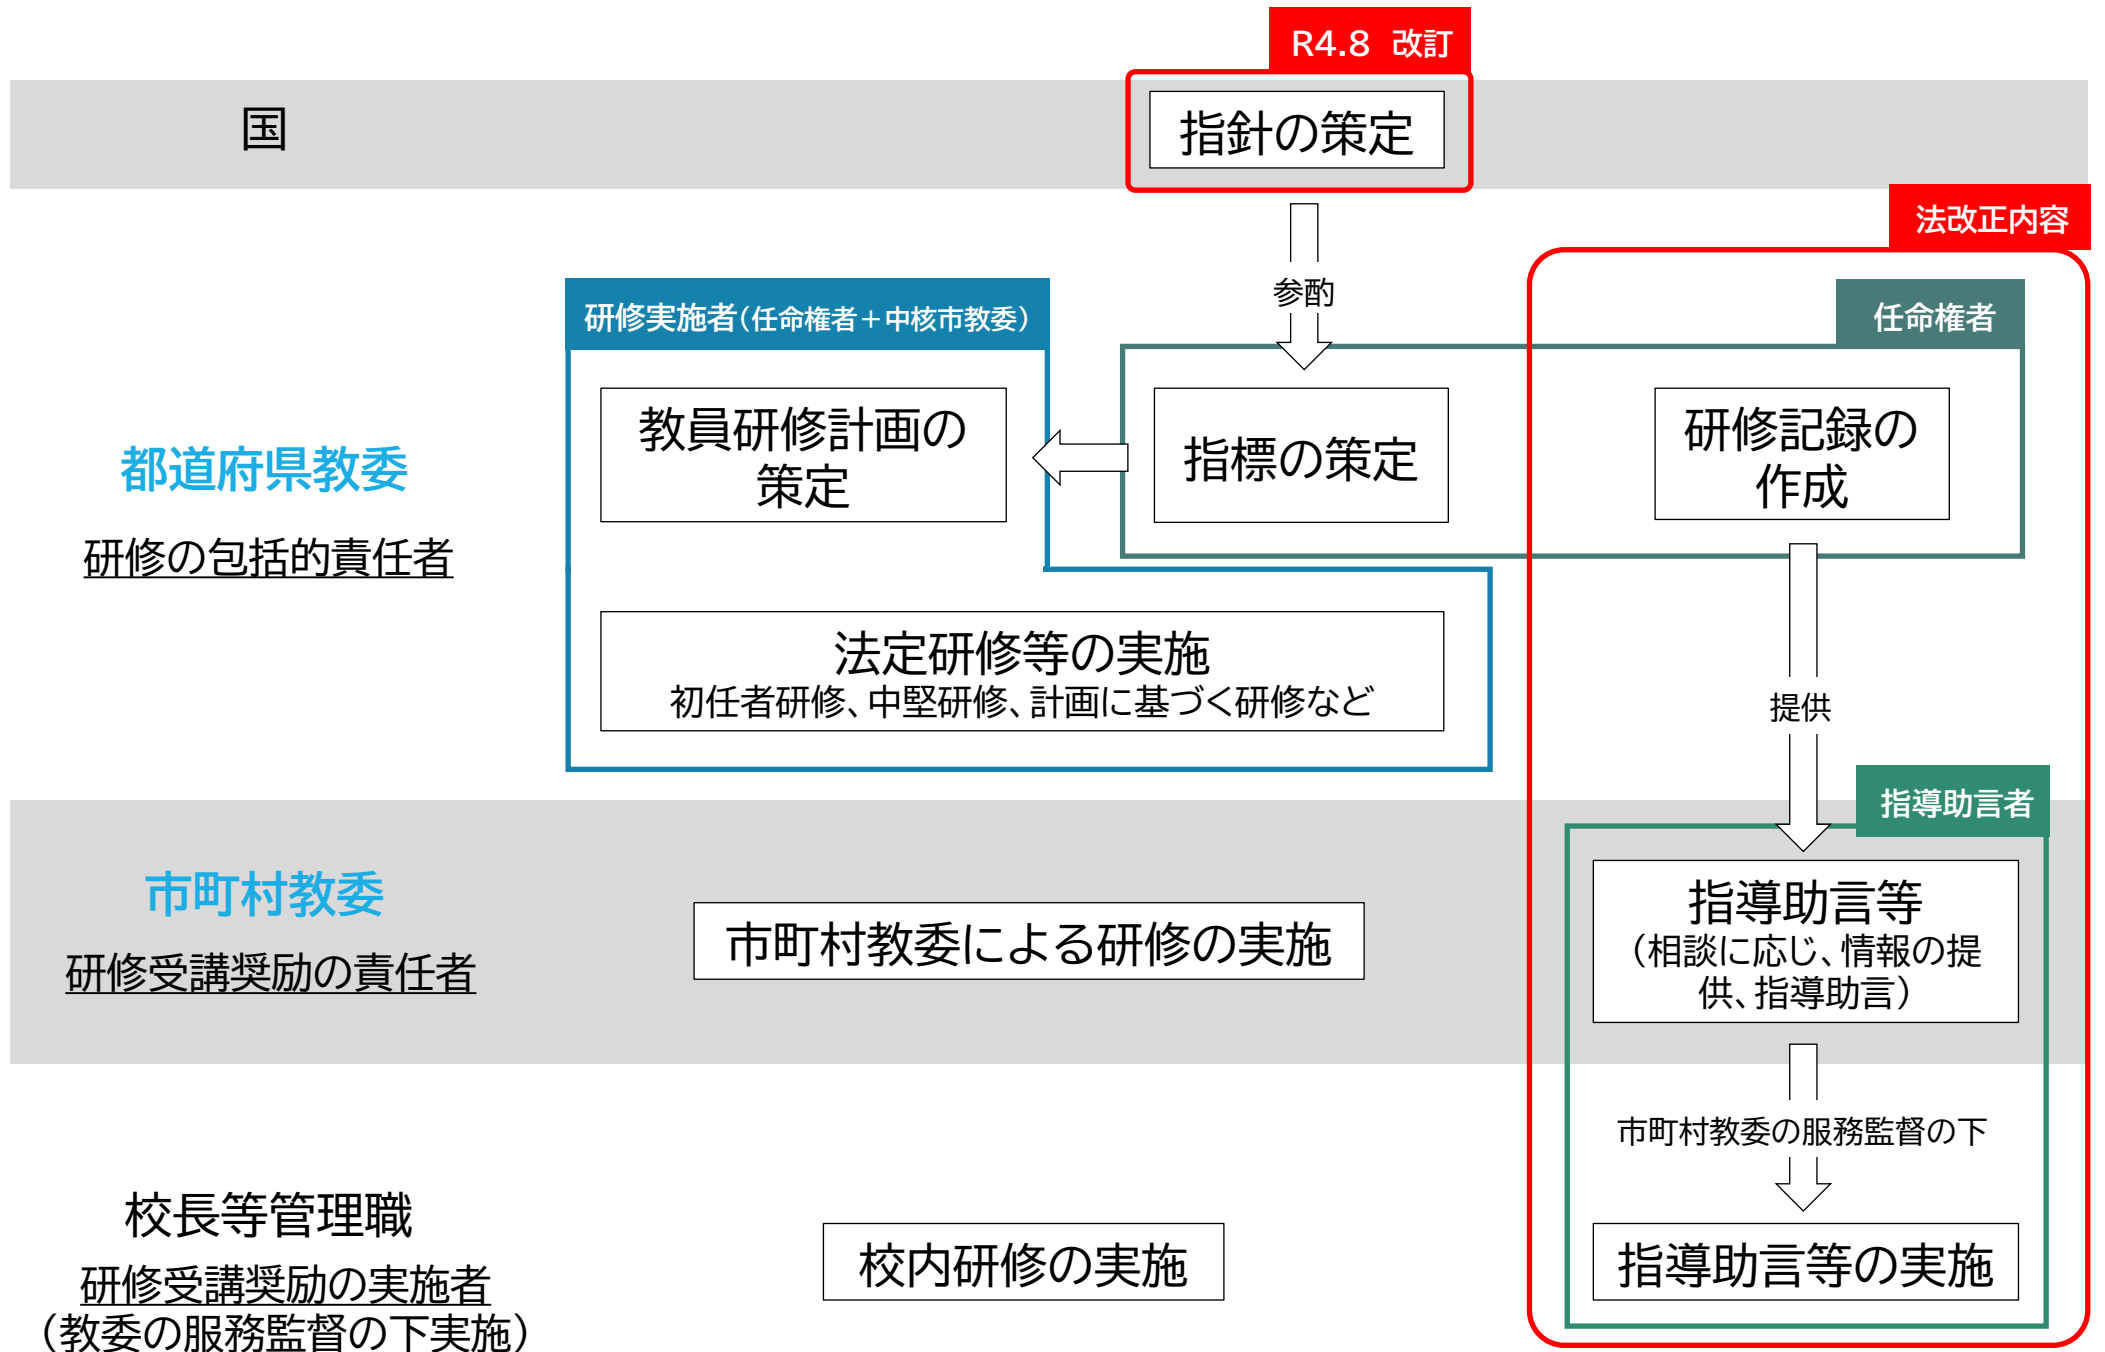 R4.8 改訂
国
指針の策定
法改正内容
参酌
研修実施者(任命権者+中核市教委)
任命権者
教員研修計画の
策定
指標の策定
研修記録の
作成
都道府県教委
研修の包括的責任者
法定研修等の実施
初任者研修、中堅研修、計画に基づく研修など
提供
指導助言者
市町村教委
研修受講奨励の責任者
市町村教委による研修の実施
指導助言等
(相談に応じ、情報の提
供、指導助言)
市町村教委の服務監督の下
校長等管理職
研修受講奨励の実施者
(教委の服務監督の下実施)
校内研修の実施
指導助言等の実施